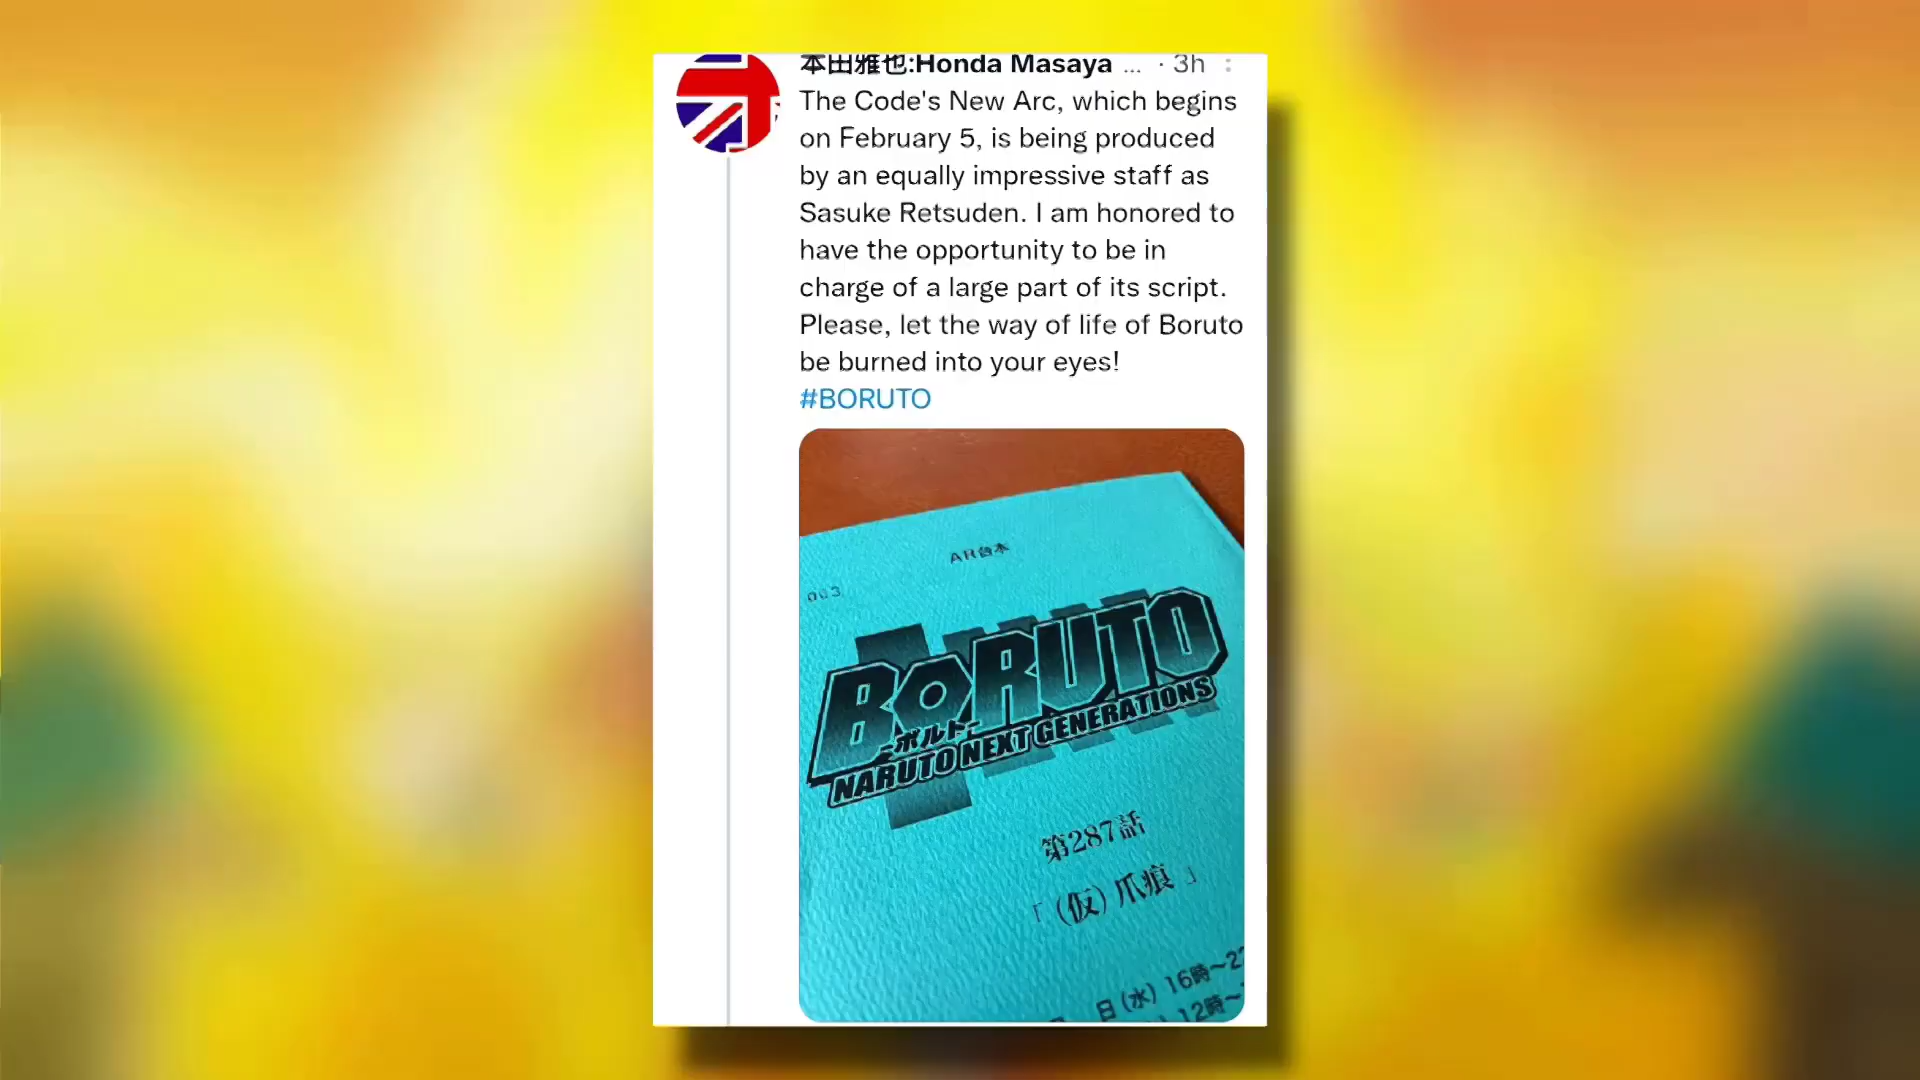 本田雅也:Honda Masaya ... · 3h
The Code's New Arc, which begins
on February 5, is being produced
by an equally impressive staff as
Sasuke Retsuden. I am honored to
have the opportunity to be in
charge of a large part of its script.
Please, let the way of life of Boruto
be burned into your eyes!
#BORUTO
AR台本
003
BORUTO
-ボルト-
NARUTO NEXT GENERATIONS
第287話
「(仮)爪痕」
日(水)16時〜2
12時〜